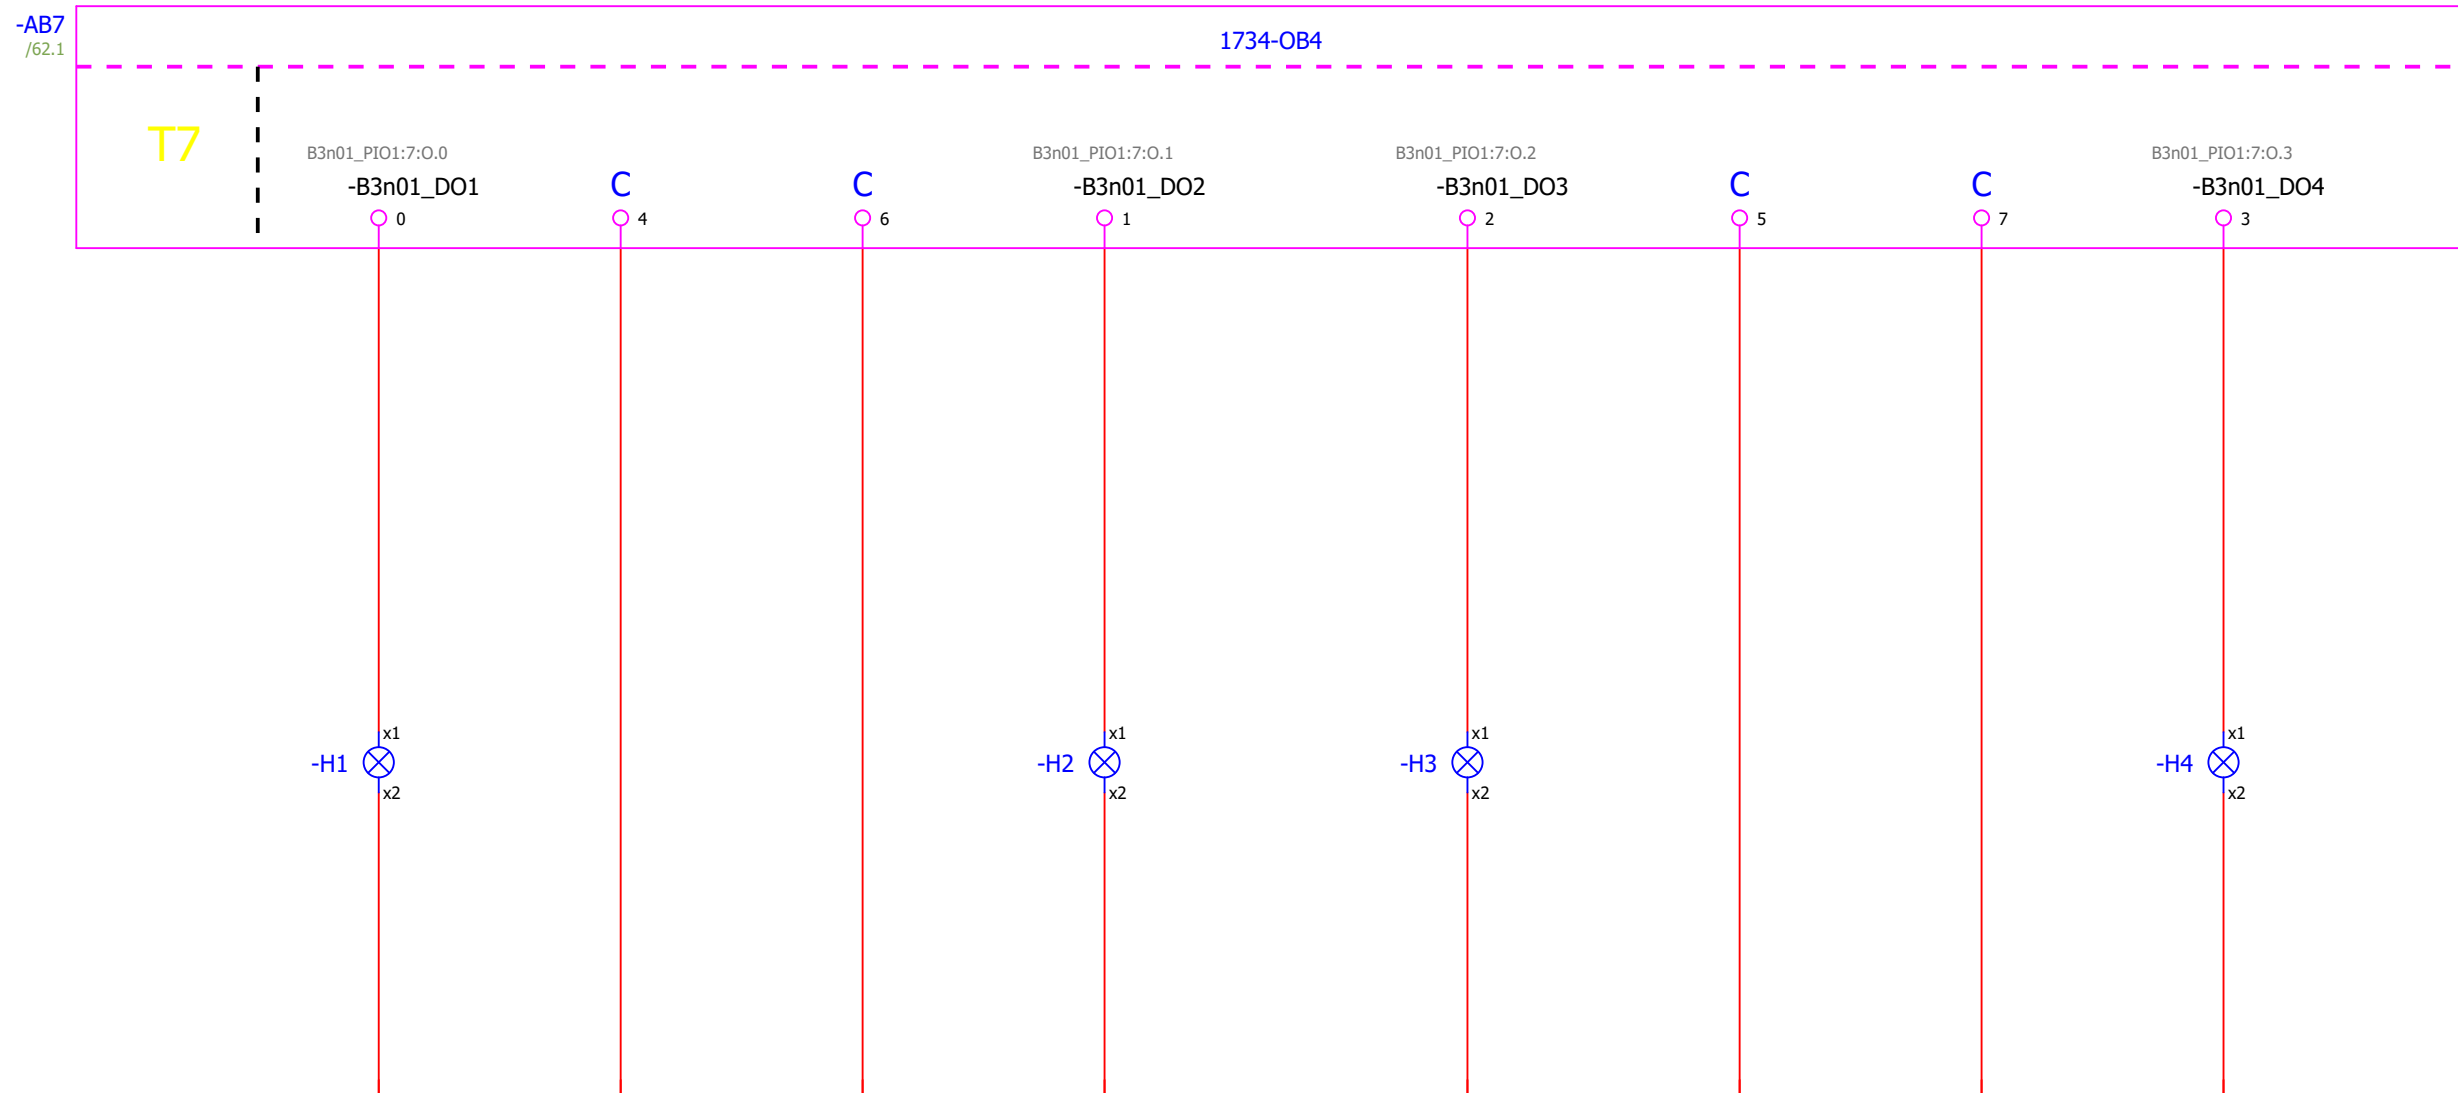 -AB7
/62.1
1734-OB4
T7
B3n01_PIO1:7:O.0
B3n01_PIO1:7:O.1
B3n01_PIO1:7:O.2
B3n01_PIO1:7:O.3
-B3n01_DO1
C
C
-B3n01_DO2
-B3n01_DO3
C
C
-B3n01_DO4
0
4
6
1
2
5
7
3
x1
x1
x1
x1
-H1
-H2
-H3
-H4
x2
x2
x2
x2